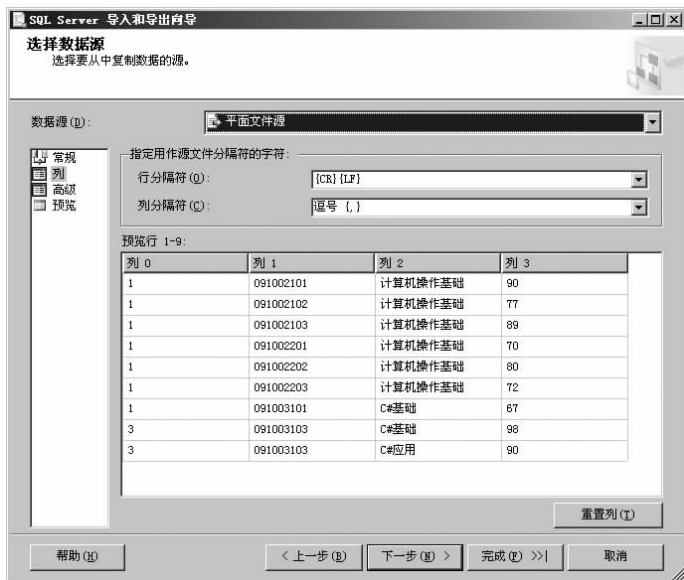 SQL Server 导入和导出向导
选择数据源
选择要从中复制数据的源。
数据源(D):
平面文件源
常规
列
高级
预览
指定用作源文件分隔符的字符:
行分隔符(O): {CR}{LF}
列分隔符(C): 逗号 {,}
预览行 1-9:
列 0 列 1 列 2 列 3
1 091002101 计算机操作基础 90
1 091002102 计算机操作基础 77
1 091002103 计算机操作基础 89
1 091002201 计算机操作基础 70
1 091002202 计算机操作基础 80
1 091002203 计算机操作基础 72
1 091003101 C#基础 67
3 091003103 C#基础 98
3 091003103 C#应用 90
重置列(T)
帮助(H) < 上一步(B) 下一步(N) > 完成(F) >>| 取消